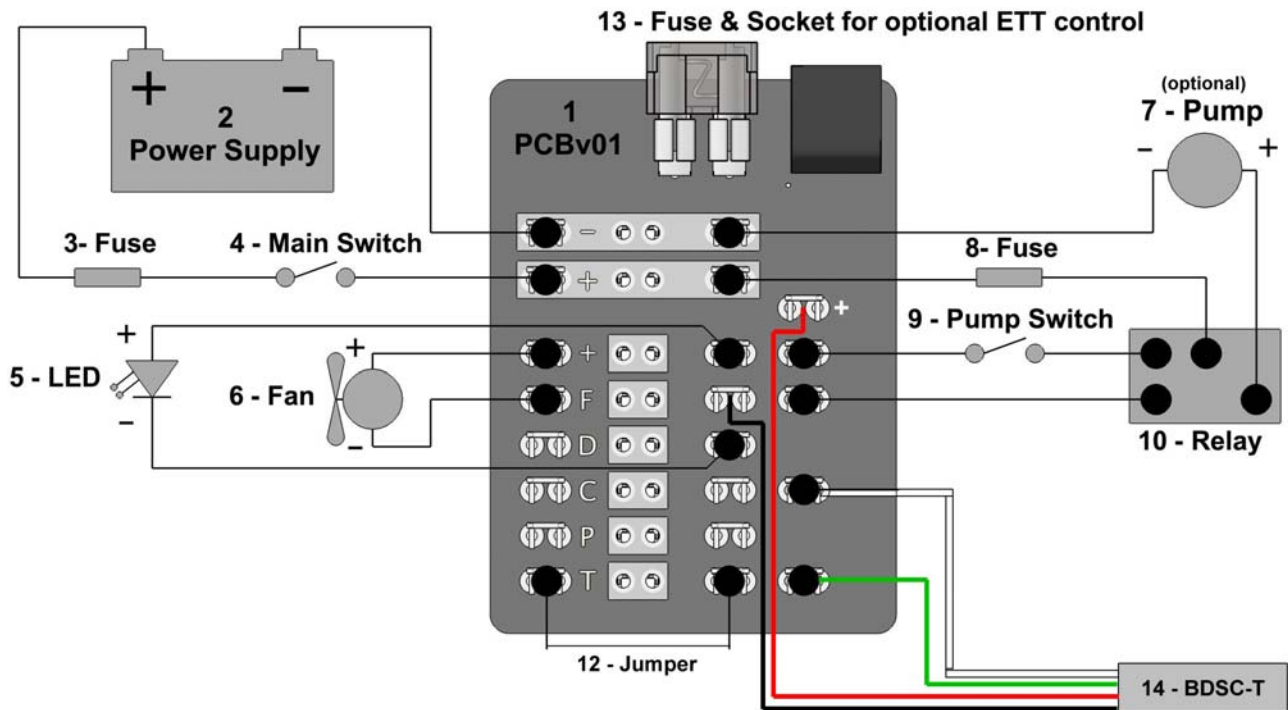 13 - Fuse & Socket for optional ETT control
+ -
2
Power Supply
1
PCBv01
(optional)
7 - Pump
- +
3- Fuse
4 - Main Switch
-
+
8- Fuse
+
9 - Pump Switch
+
5 - LED
-
+
6 - Fan
-
+
F
D
C
P
T
10 - Relay
12 - Jumper
14 - BDSC-T